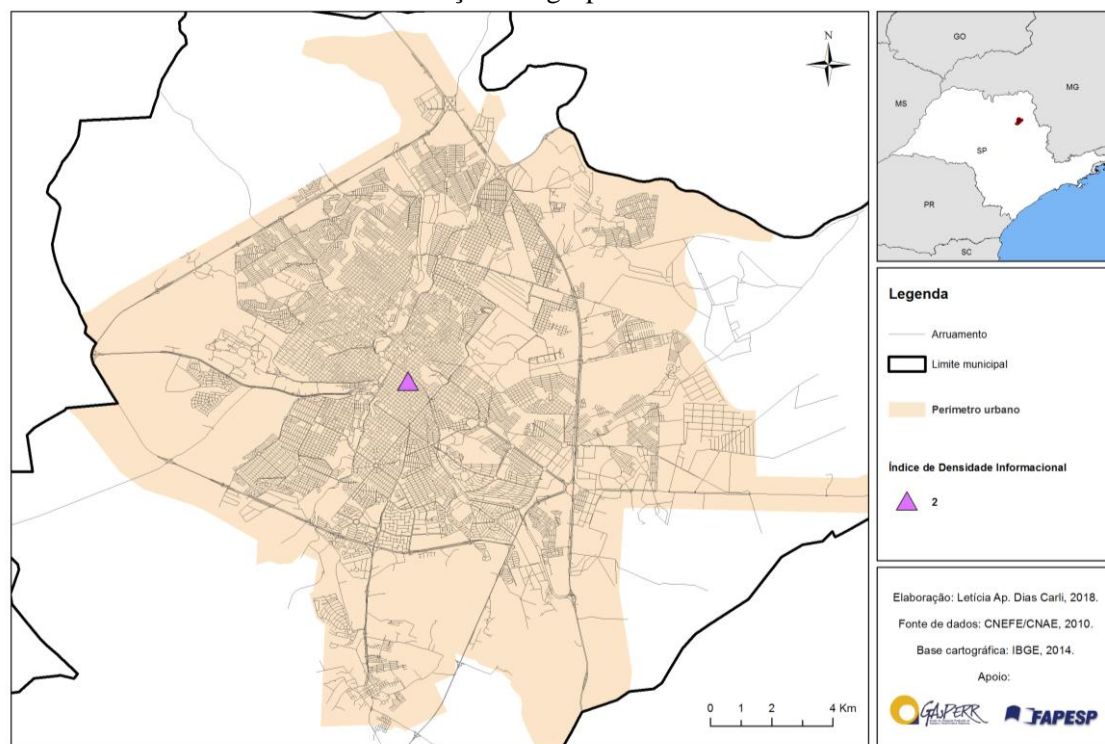 N
0 1 2 4 Km
GO
MG
MS
SP
PR
SC
Legenda
Arruamento
Limite municipal
Perímetro urbano
Índice de Densidade Informacional
2
Elaboração: Letícia Ap. Dias Carli, 2018.
Fonte de dados: CNEFE/CNAE, 2010.
Base cartográfica: IBGE, 2014.
Apoio:
GAsPERR
FAPESP